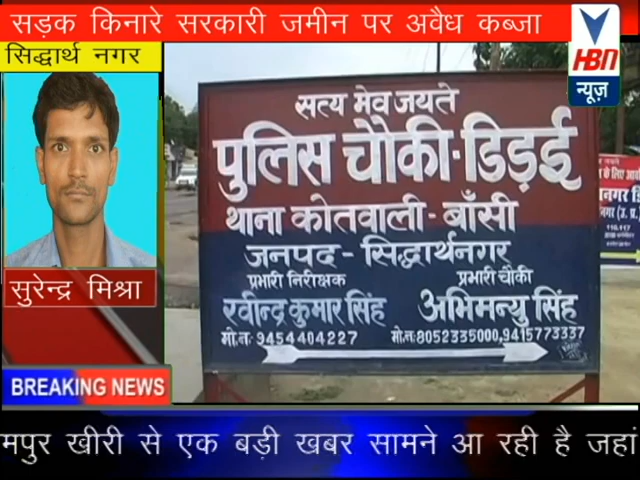 सड़क किनारे सरकारी जमीन पर अवैध कब्जा
HBN
न्यूज़
सिद्धार्थ नगर
सुरेन्द्र मिश्रा
सत्य मेव जयते
पुलिस चौकी-डिड़ई
थाना कोतवाली-बाँसी
जनपद-सिद्धार्थनगर
प्रभारी निरीक्षक प्रभारी चौकी
रवीन्द्र कुमार सिंह अभिमन्यु सिंह
मो.नः9454404227 मो.नः8052335000,9415773337
के लिए
नगर
BREAKING NEWS
मपुर खीरी से एक बड़ी खबर सामने आ रही है जहां